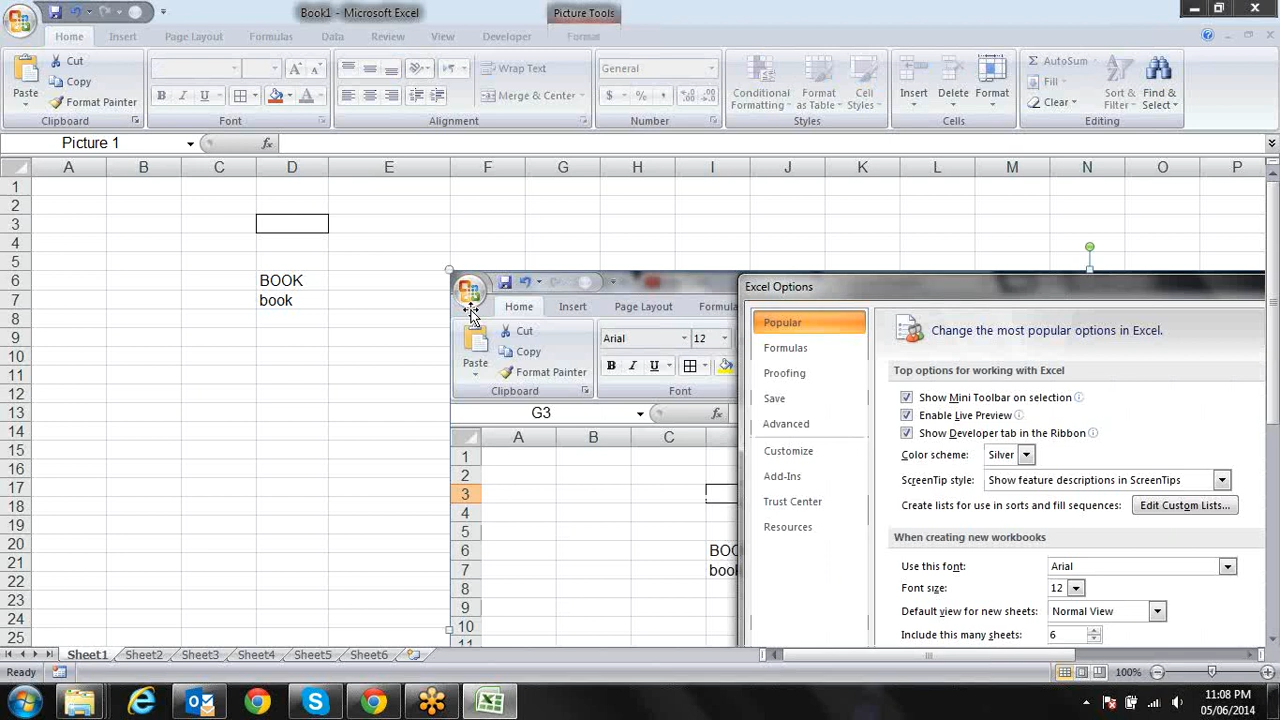 Book1 - Microsoft Excel
Picture Tools
Home Insert Page Layout Formulas Data Review View Developer Format
Paste
Cut
Copy
Format Painter
Clipboard
Font
Wrap Text
Merge & Center
Alignment
General
$ % ,
Number
Conditional Formatting
Format as Table
Cell Styles
Styles
Insert
Delete
Format
Cells
AutoSum
Fill
Clear
Sort & Filter
Find & Select
Editing
B I U A A A
Picture 1
fx
A B C D E F G H I J K L M N O P
1
2
3
4
5
6 BOOK
7 book
8
9
10
11
12
13
14
15
16
17
18
19
20
21
22
23
24
25
Home Insert Page Layout
Paste
Cut
Copy
Format Painter
Clipboard
Arial 12
B I U
Font
G3
fx
A B C
1
2
3
4
5
6
7 book
8
9
10
11
Excel Options
Popular
Formulas
Proofing
Save
Advanced
Customize
Add-Ins
Trust Center
Resources
Change the most popular options in Excel.
Top options for working with Excel
Show Mini Toolbar on selection
Enable Live Preview
Show Developer tab in the Ribbon
Color scheme: Silver
ScreenTip style: Show feature descriptions in ScreenTips
Create lists for use in sorts and fill sequences: Edit Custom Lists...
When creating new workbooks
Use this font: Arial
Font size: 12
Default view for new sheets: Normal View
Include this many sheets: 6
Sheet1 Sheet2 Sheet3 Sheet4 Sheet5 Sheet6
Ready
100%
11:08 PM
05/06/2014